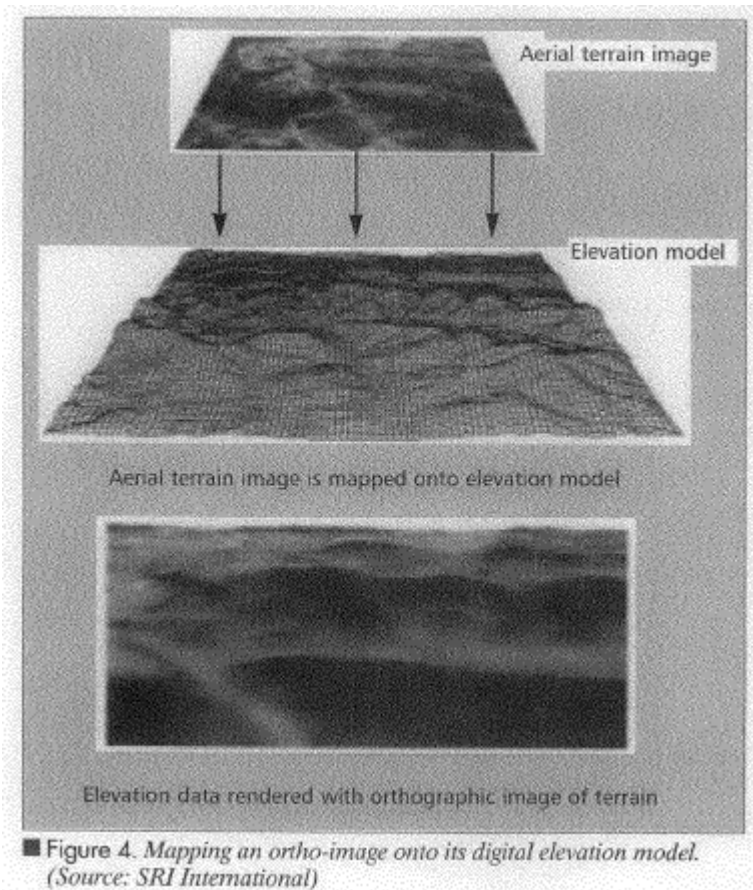 Aerial terrain image
Elevation model
Aerial terrain image is mapped onto elevation model
Elevation data rendered with orthographic image of terrain
■ Figure 4. Mapping an ortho-image onto its digital elevation model.
(Source: SRI International)